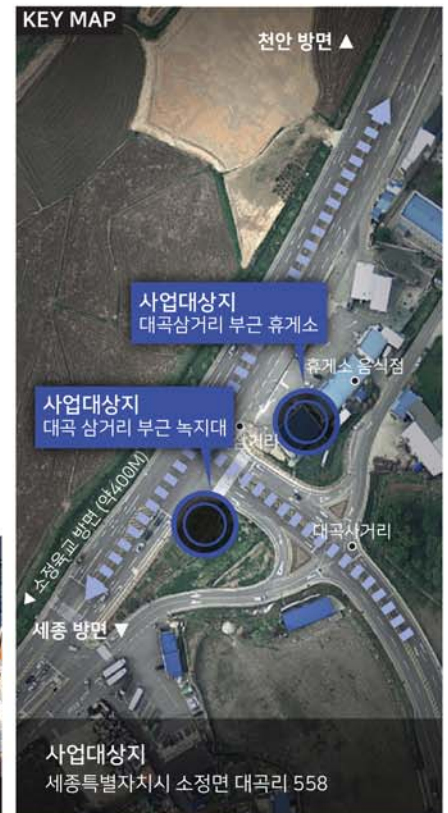 KEY MAP
천안 방면 ▲
사업대상지
대곡삼거리 부근 휴게소
휴게소 음식점
사업대상지
대곡 삼거리 부근 녹지대
거리
대곡사거리
◀ 소정육교 방면 (약400M)
세종 방면 ▼
사업대상지
세종특별자치시 소정면 대곡리 558